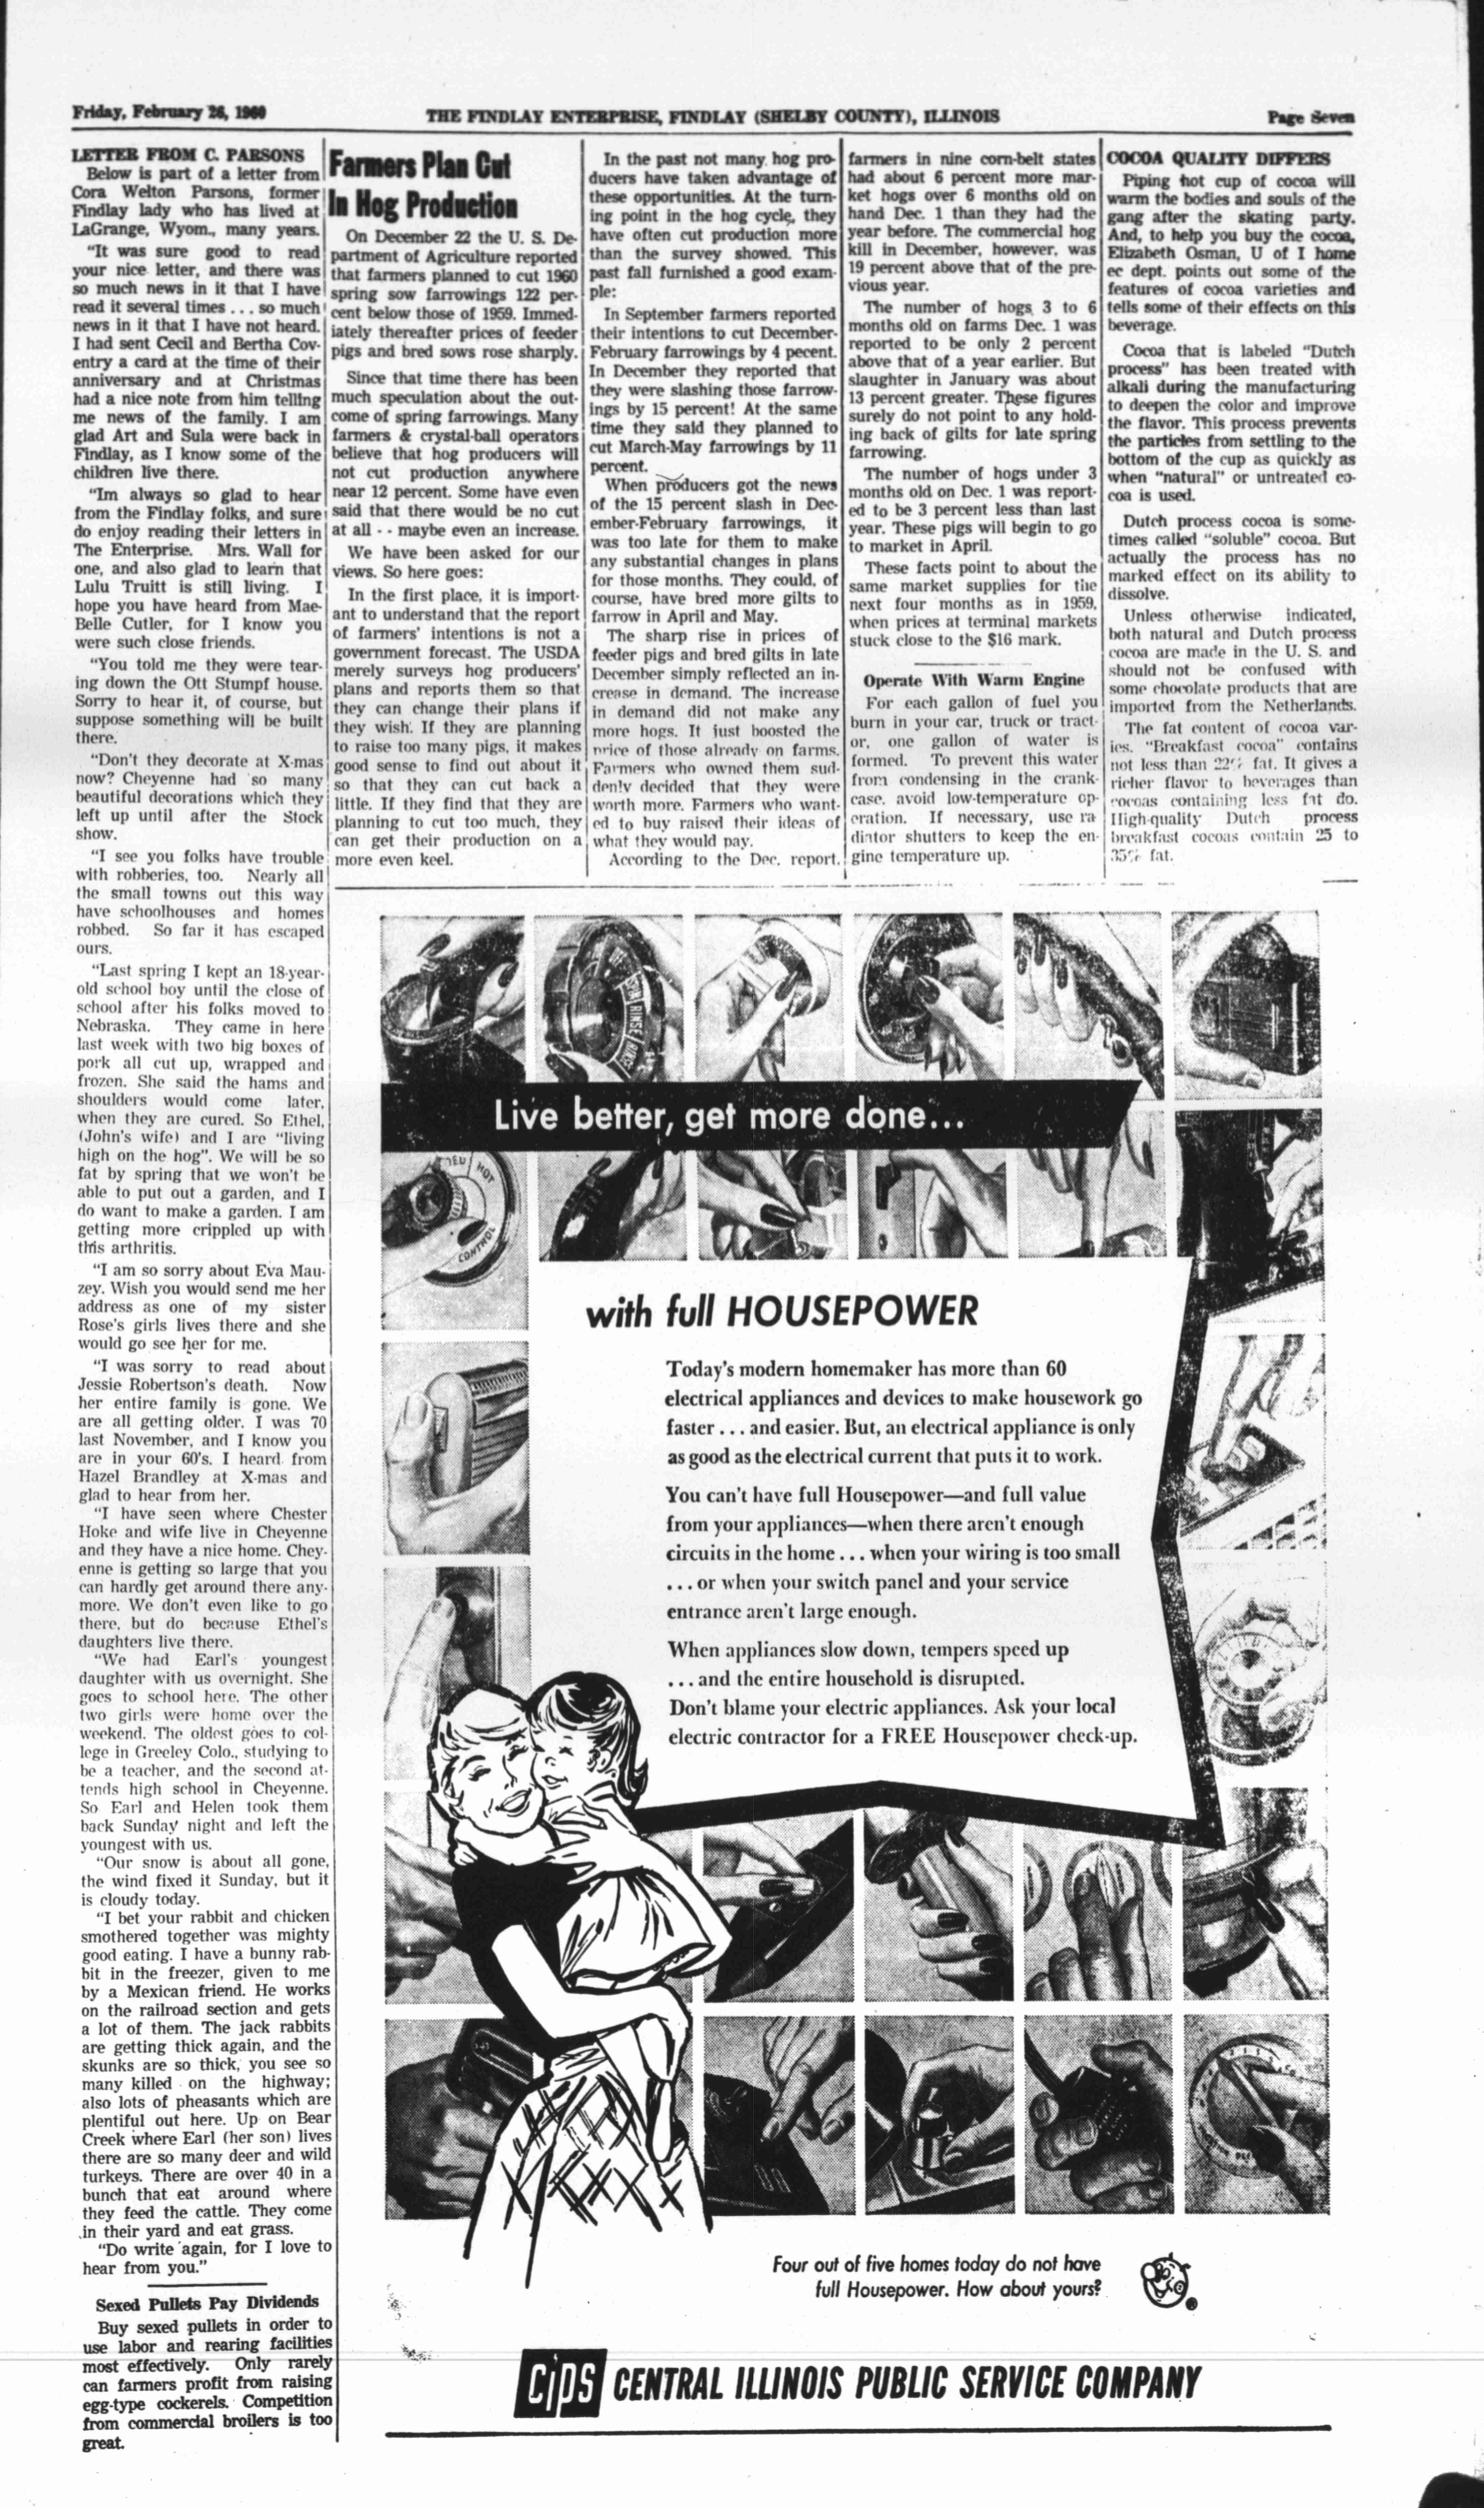 Friday, February 26, 1960
THE FINDLAY ENTERPRISE, FINDLAY (SHELBY COUNTY), ILLINOIS
Page Seven
LETTER FROM C. PARSONS
Below is part of a letter from
Cora Welton Parsons, former
Findlay lady who has lived at
LaGrange, Wyom., many years.
"It was sure good to read
your nice letter, and there was
so much news in it that I have
read it several times . . . so much
news in it that I have not heard.
I had sent Cecil and Bertha Cov-
entry a card at the time of their
anniversary and at Christmas
had a nice note from him telling
me news of the family. I am
glad Art and Sula were back in
Findlay, as I know some of the
children live there.
"Im always so glad to hear
from the Findlay folks, and sure
do enjoy reading their letters in
The Enterprise. Mrs. Wall for
one, and also glad to learn that
Lulu Truitt is still living. I
hope you have heard from Mae-
Belle Cutler, for I know you
were such close friends.
"You told me they were tear-
ing down the Ott Stumpf house.
Sorry to hear it, of course, but
suppose something will be built
there.
"Don't they decorate at X-mas
now? Cheyenne had so many
beautiful decorations which they
left up until after the Stock
show.
"I see you folks have trouble
with robberies, too. Nearly all
the small towns out this way
have schoolhouses and homes
robbed. So far it has escaped
ours.
"Last spring I kept an 18-year-
old school boy until the close of
school after his folks moved to
Nebraska. They came in here
last week with two big boxes of
pork all cut up, wrapped and
frozen. She said the hams and
shoulders would come later,
when they are cured. So Ethel,
(John's wife) and I are "living
high on the hog". We will be so
fat by spring that we won't be
able to put out a garden, and I
do want to make a garden. I am
getting more crippled up with
this arthritis.
"I am so sorry about Eva Mau-
zey. Wish you would send me her
address as one of my sister
Rose's girls lives there and she
would go see her for me.
"I was sorry to read about
Jessie Robertson's death. Now
her entire family is gone. We
are all getting older. I was 70
last November, and I know you
are in your 60's. I heard from
Hazel Brandley at X-mas and
glad to hear from her.
"I have seen where Chester
Hoke and wife live in Cheyenne
and they have a nice home. Chey-
enne is getting so large that you
can hardly get around there any-
more. We don't even like to go
there, but do because Ethel's
daughters live there.
"We had Earl's youngest
daughter with us overnight. She
goes to school here. The other
two girls were home over the
weekend. The oldest goes to col-
lege in Greeley Colo., studying to
be a teacher, and the second at-
tends high school in Cheyenne.
So Earl and Helen took them
back Sunday night and left the
youngest with us.
"Our snow is about all gone,
the wind fixed it Sunday, but it
is cloudy today.
"I bet your rabbit and chicken
smothered together was mighty
good eating. I have a bunny rab-
bit in the freezer, given to me
by a Mexican friend. He works
on the railroad section and gets
a lot of them. The jack rabbits
are getting thick again, and the
skunks are so thick, you see so
many killed on the highway;
also lots of pheasants which are
plentiful out here. Up on Bear
Creek where Earl (her son) lives
there are so many deer and wild
turkeys. There are over 40 in a
bunch that eat around where
they feed the cattle. They come
in their yard and eat grass.
"Do write again, for I love to
hear from you."
Sexed Pullets Pay Dividends
Buy sexed pullets in order to
use labor and rearing facilities
most effectively. Only rarely
can farmers profit from raising
egg-type cockerels. Competition
from commercial broilers is too
great.
Farmers Plan Cut
In Hog Production
On December 22 the U. S. De-
partment of Agriculture reported
that farmers planned to cut 1960
spring sow farrowings 122 per-
cent below those of 1959. Immed-
iately thereafter prices of feeder
pigs and bred sows rose sharply.
Since that time there has been
much speculation about the out-
come of spring farrowings. Many
farmers & crystal-ball operators
believe that hog producers will
not cut production anywhere
near 12 percent. Some have even
said that there would be no cut
at all - - maybe even an increase.
We have been asked for our
views. So here goes:
In the first place, it is import-
ant to understand that the report
of farmers' intentions is not a
government forecast. The USDA
merely surveys hog producers'
plans and reports them so that
they can change their plans if
they wish. If they are planning
to raise too many pigs, it makes
good sense to find out about it
so that they can cut back a
little. If they find that they are
planning to cut too much, they
can get their production on a
more even keel.
In the past not many hog pro-
ducers have taken advantage of
these opportunities. At the turn-
ing point in the hog cycle, they
have often cut production more
than the survey showed. This
past fall furnished a good exam-
ple:
In September farmers reported
their intentions to cut December-
February farrowings by 4 pecent.
In December they reported that
they were slashing those farrow-
ings by 15 percent! At the same
time they said they planned to
cut March-May farrowings by 11
percent.
When producers got the news
of the 15 percent slash in Dec-
ember-February farrowings, it
was too late for them to make
any substantial changes in plans
for those months. They could, of
course, have bred more gilts to
farrow in April and May.
The sharp rise in prices of
feeder pigs and bred gilts in late
December simply reflected an in-
crease in demand. The increase
in demand did not make any
more hogs. It just boosted the
price of those already on farms.
Farmers who owned them sud-
denly decided that they were
worth more. Farmers who want-
ed to buy raised their ideas of
what they would pay.
According to the Dec. report,
farmers in nine corn-belt states
had about 6 percent more mar-
ket hogs over 6 months old on
hand Dec. 1 than they had the
year before. The commercial hog
kill in December, however, was
19 percent above that of the pre-
vious year.
The number of hogs 3 to 6
months old on farms Dec. 1 was
reported to be only 2 percent
above that of a year earlier. But
slaughter in January was about
13 percent greater. These figures
surely do not point to any hold-
ing back of gilts for late spring
farrowing.
The number of hogs under 3
months old on Dec. 1 was report-
ed to be 3 percent less than last
year. These pigs will begin to go
to market in April.
These facts point to about the
same market supplies for the
next four months as in 1959,
when prices at terminal markets
stuck close to the $16 mark.
Operate With Warm Engine
For each gallon of fuel you
burn in your car, truck or tract-
or, one gallon of water is
formed. To prevent this water
from condensing in the crank-
case, avoid low-temperature op-
eration. If necessary, use ra-
diator shutters to keep the en-
gine temperature up.
COCOA QUALITY DIFFERS
Piping hot cup of cocoa will
warm the bodies and souls of the
gang after the skating party.
And, to help you buy the cocoa,
Elizabeth Osman, U of I home
ec dept. points out some of the
features of cocoa varieties and
tells some of their effects on this
beverage.
Cocoa that is labeled "Dutch
process" has been treated with
alkali during the manufacturing
to deepen the color and improve
the flavor. This process prevents
the particles from settling to the
bottom of the cup as quickly as
when "natural" or untreated co-
coa is used.
Dutch process cocoa is some-
times called "soluble" cocoa. But
actually the process has no
marked effect on its ability to
dissolve.
Unless otherwise indicated,
both natural and Dutch process
cocoa are made in the U. S. and
should not be confused with
some chocolate products that are
imported from the Netherlands.
The fat content of cocoa var-
ies. "Breakfast cocoa" contains
not less than 22% fat. It gives a
richer flavor to beverages than
cocoas containing less fat do.
High-quality Dutch process
breakfast cocoas contain 25 to
35% fat.
RINSE
Live better, get more done...
HOT
CONTROL
with full HOUSEPOWER
Today's modern homemaker has more than 60
electrical appliances and devices to make housework go
faster . . . and easier. But, an electrical appliance is only
as good as the electrical current that puts it to work.
You can't have full Housepower—and full value
from your appliances—when there aren't enough
circuits in the home . . . when your wiring is too small
. . . or when your switch panel and your service
entrance aren't large enough.
When appliances slow down, tempers speed up
. . . and the entire household is disrupted.
Don't blame your electric appliances. Ask your local
electric contractor for a FREE Housepower check-up.
Four out of five homes today do not have
full Housepower. How about yours?
CIPS CENTRAL ILLINOIS PUBLIC SERVICE COMPANY